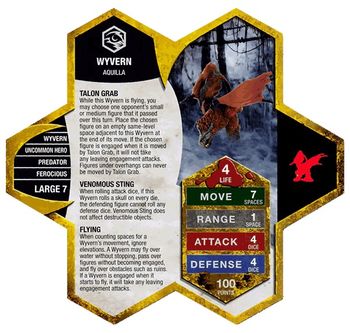 WYVERN
AQUILLA
TALON GRAB
While this Wyvern is flying, you
may choose one opponent's small
or medium figure that it passed
over this turn. Place the chosen
figure on an empty same-level
space adjacent to this Wyvern at
the end of its move. If the chosen
figure is engaged when it is moved
by Talon Grab, it will not take
any leaving engagement attacks.
Figures under overhangs can never
be moved by Talon Grab.
VENOMOUS STING
When rolling attack dice, if this
Wyvern rolls a skull on every die,
the defending figure cannot roll any
defense dice. Venomous Sting does
not affect destructible objects.
FLYING
When counting spaces for a
Wyvern's movement, ignore
elevations. A Wyvern may fly over
water without stopping, pass over
figures without becoming engaged,
and fly over obstacles such as ruins.
If a Wyvern is engaged when it
starts to fly, it will take any leaving
engagement attacks.
WYVERN
UNCOMMON HERO
PREDATOR
FEROCIOUS
LARGE 7
4
LIFE
MOVE 7 SPACES
RANGE 1 SPACE
ATTACK 4 DICE
DEFENSE 4 DICE
100
POINTS